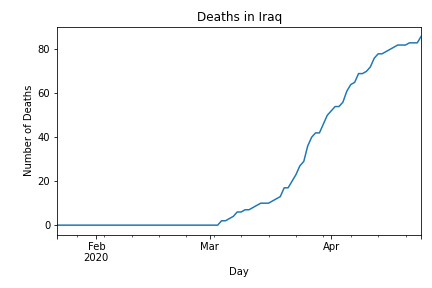 Deaths in Iraq
Number of Deaths
80
60
40
20
0
Feb
2020
Mar
Apr
Day